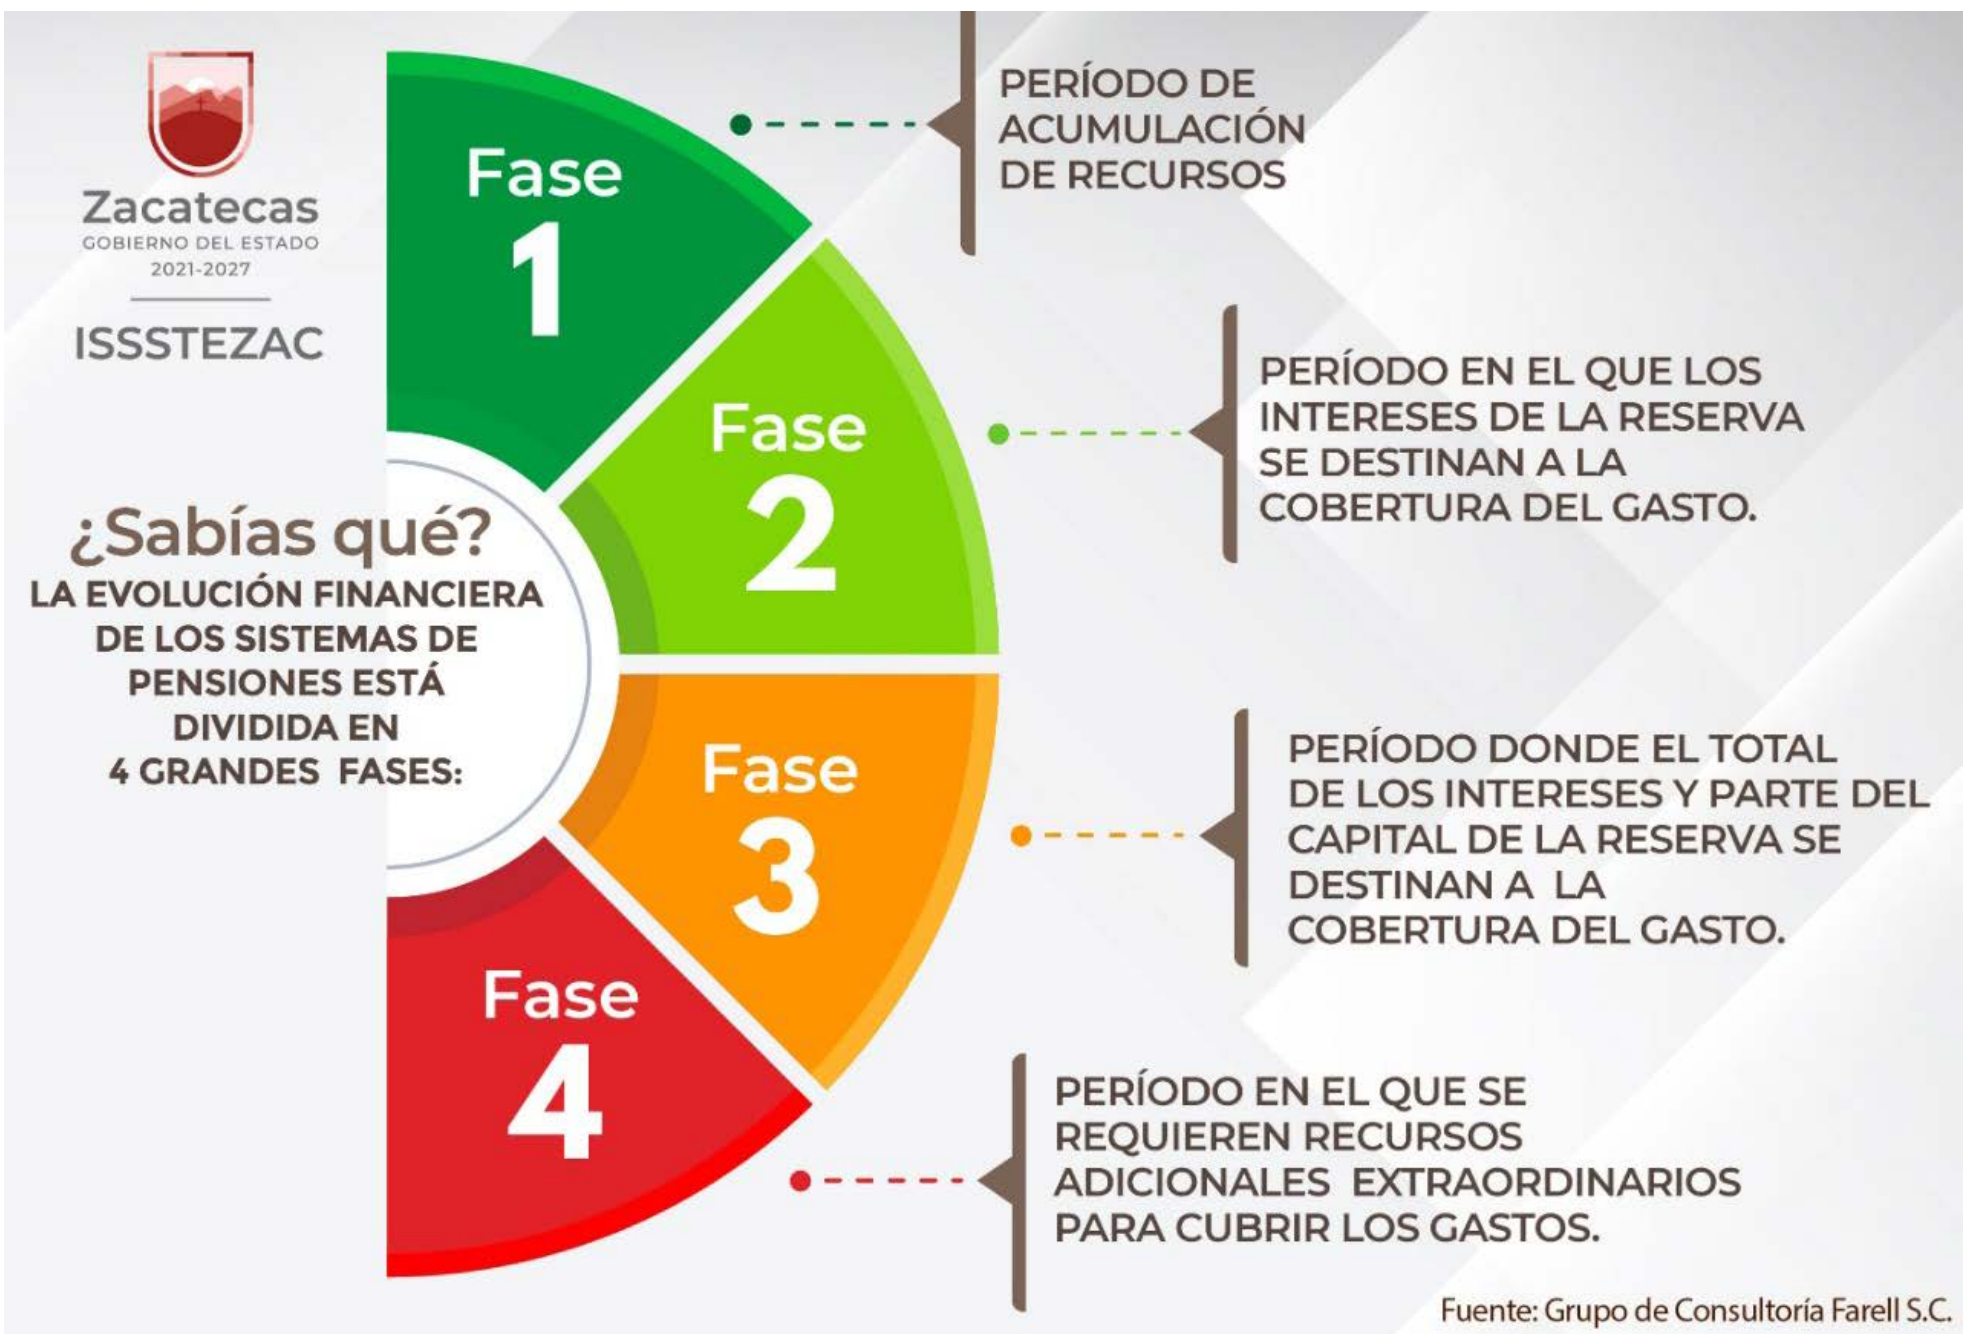 Zacatecas
GOBIERNO DEL ESTADO
2021-2027
ISSSTEZAC
¿Sabías qué?
LA EVOLUCIÓN FINANCIERA
DE LOS SISTEMAS DE
PENSIONES ESTÁ
DIVIDIDA EN
4 GRANDES FASES:
Fase
1
PERÍODO DE
ACUMULACIÓN
DE RECURSOS
Fase
2
PERÍODO EN EL QUE LOS
INTERESES DE LA RESERVA
SE DESTINAN A LA
COBERTURA DEL GASTO.
Fase
3
PERÍODO DONDE EL TOTAL
DE LOS INTERESES Y PARTE DEL
CAPITAL DE LA RESERVA SE
DESTINAN A LA
COBERTURA DEL GASTO.
Fase
4
PERÍODO EN EL QUE SE
REQUIEREN RECURSOS
ADICIONALES EXTRAORDINARIOS
PARA CUBRIR LOS GASTOS.
Fuente: Grupo de Consultoría Farell S.C.